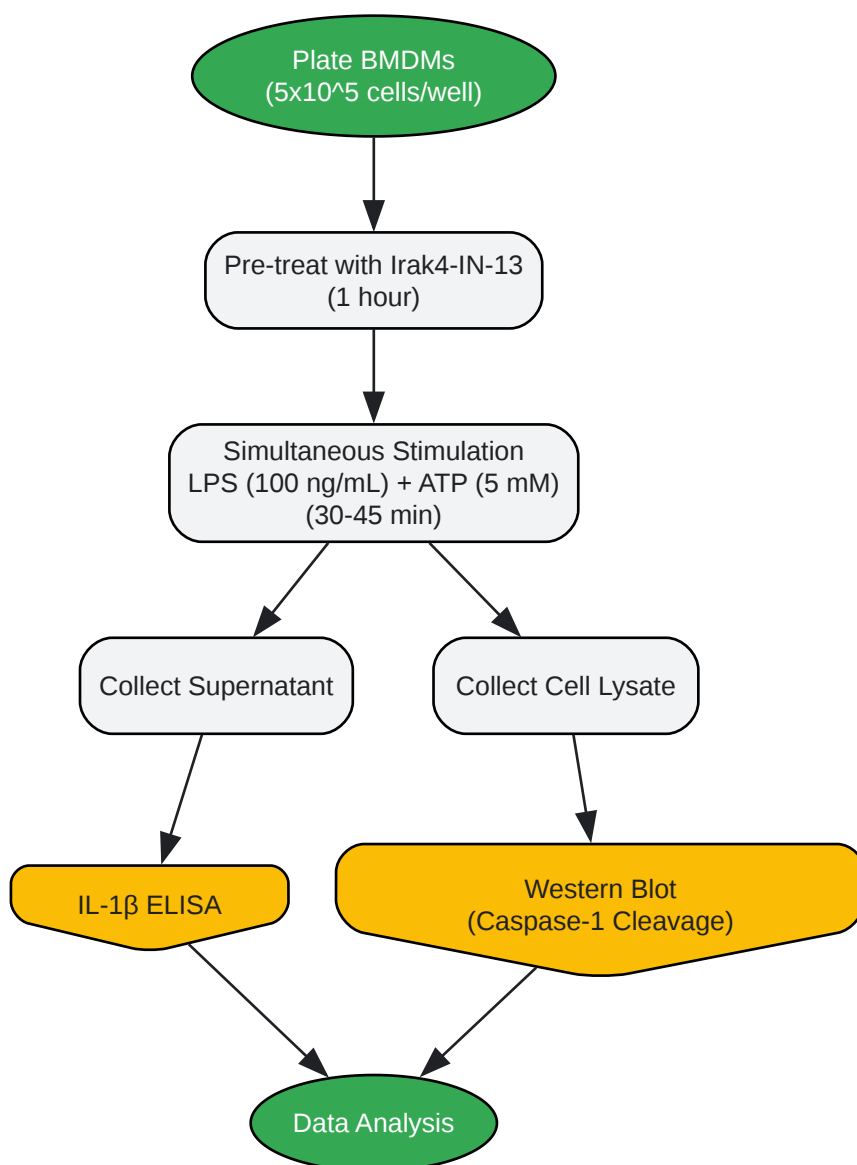 Plate BMDMs
(5x10^5 cells/well)
Pre-treat with Irak4-IN-13
(1 hour)
Simultaneous Stimulation
LPS (100 ng/mL) + ATP (5 mM)
(30-45 min)
Collect Supernatant
Collect Cell Lysate
IL-1β ELISA
Western Blot
(Caspase-1 Cleavage)
Data Analysis